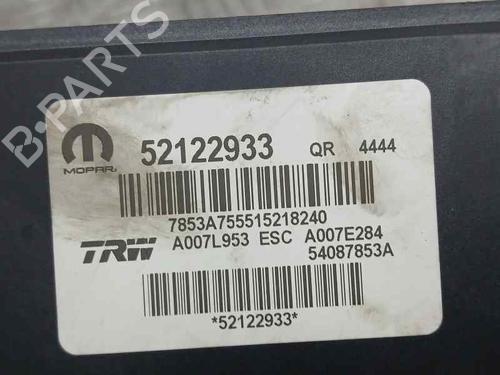 52122933 QR 4444
MOPAR
7853A755515218240
TRW A007L953 ESC A007E284
54087853A
*52122933*
B-PARTS